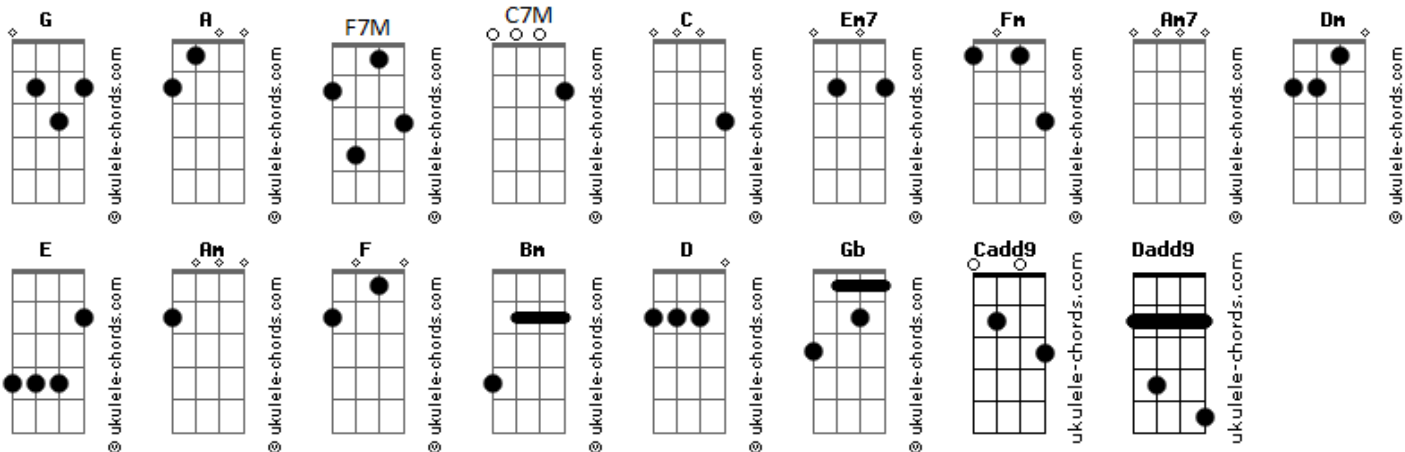 G A F7M C7M C Em7 Fm Am7 Dm
© ukulele-chords.com © ukulele-chords.com © ukulele-chords.com © ukulele-chords.com © ukulele-chords.com © ukulele-chords.com © ukulele-chords.com © ukulele-chords.com © ukulele-chords.com
E Am F Bm D Gb Cadd9 Dadd9
© ukulele-chords.com © ukulele-chords.com © ukulele-chords.com © ukulele-chords.com © ukulele-chords.com © ukulele-chords.com ukulele-chords.com ukulele-chords.com